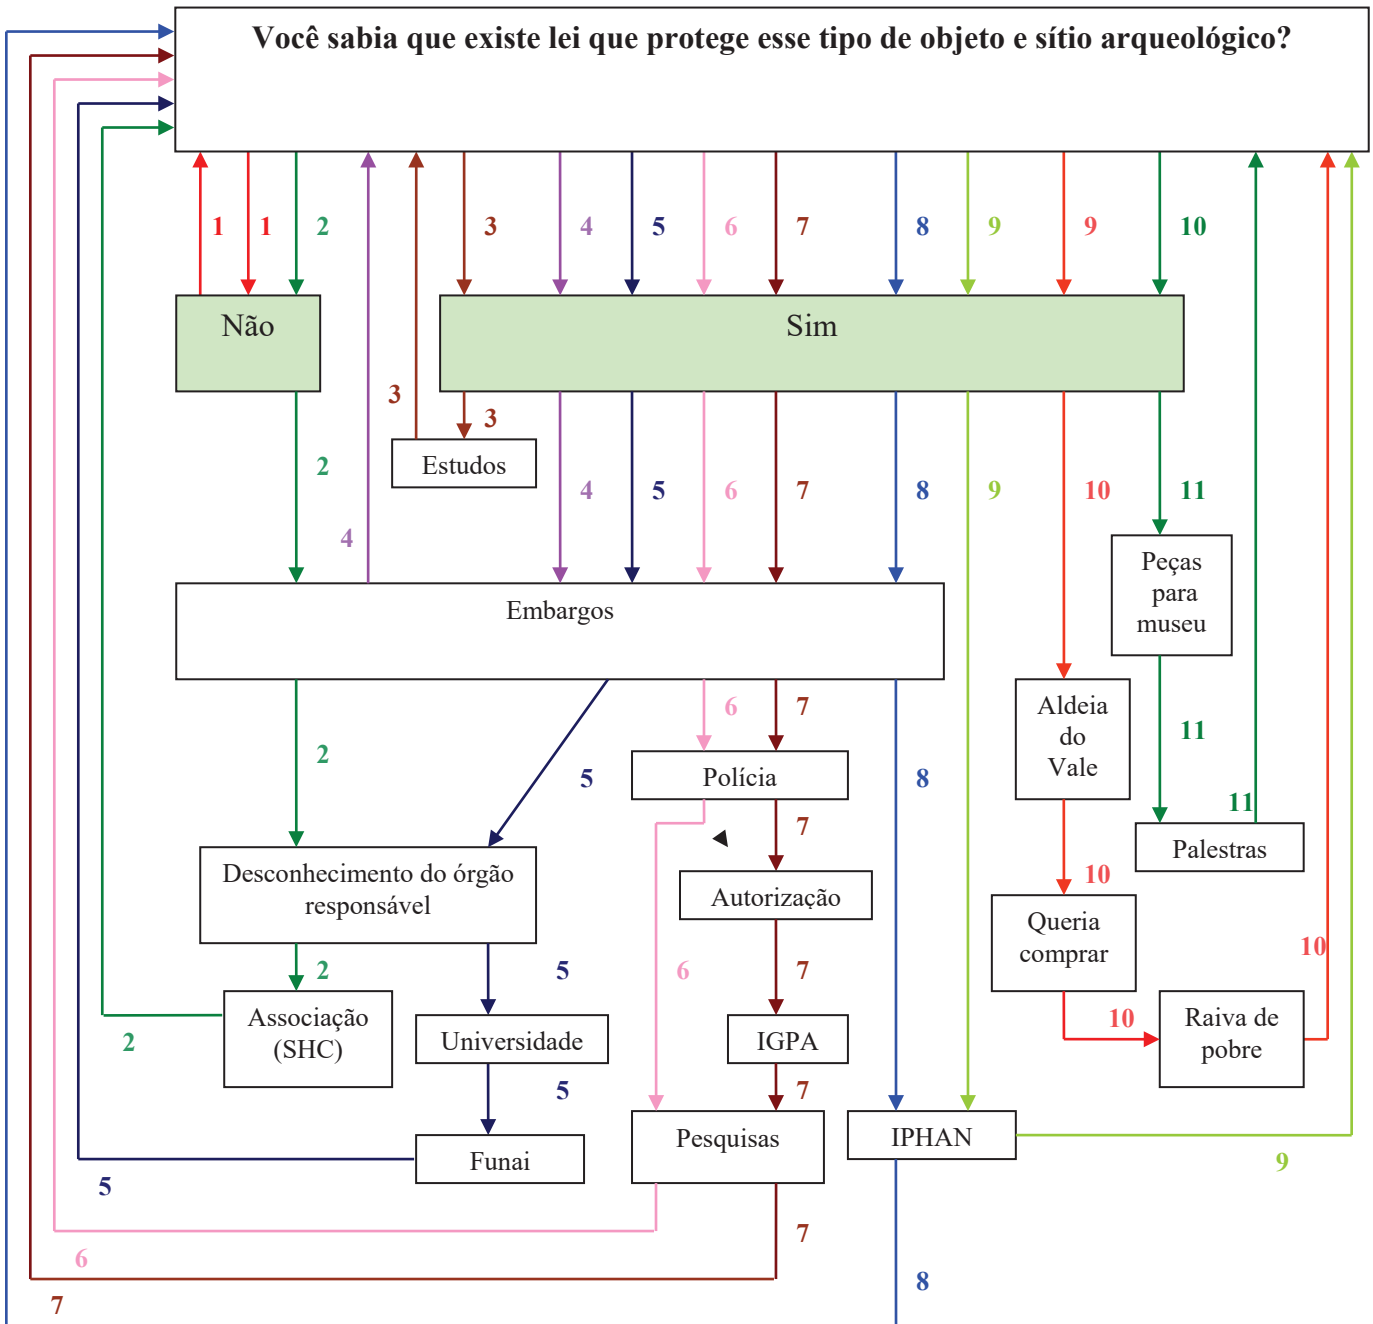 Você sabia que existe lei que protege esse tipo de objeto e sítio arqueológico?
1
1
2
3
4
5
6
7
8
9
9
10
Não
Sim
3
3
2
Estudos
4
5
6
7
8
9
10
11
4
Peças
para
museu
Embargos
6
7
Aldeia
do
Vale
11
2
5
Polícia
8
7
11
Palestras
Desconhecimento do órgão
responsável
Autorização
10
Queria
comprar
10
2
5
6
7
Associação
(SHC)
Universidade
IGPA
10
Raiva de
pobre
2
5
7
Pesquisas
IPHAN
Funai
9
5
6
7
8
7